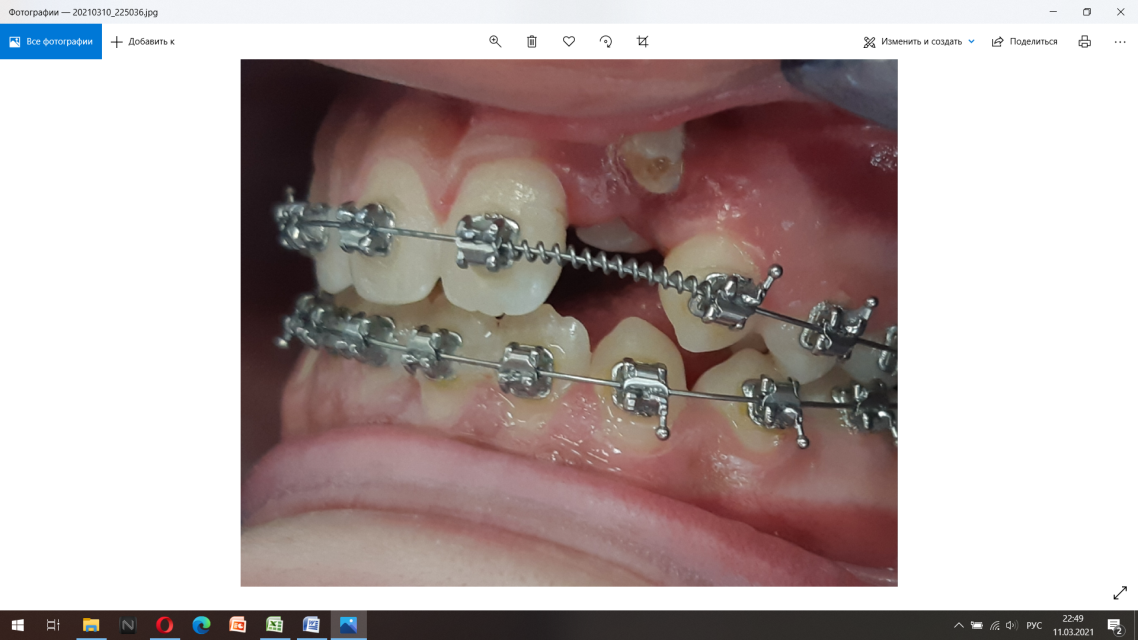 Фотографии — 20210310_225036.jpg
Все фотографии
Добавить к
Изменить и создать
Поделиться
РУС
22:49
11.03.2021
2